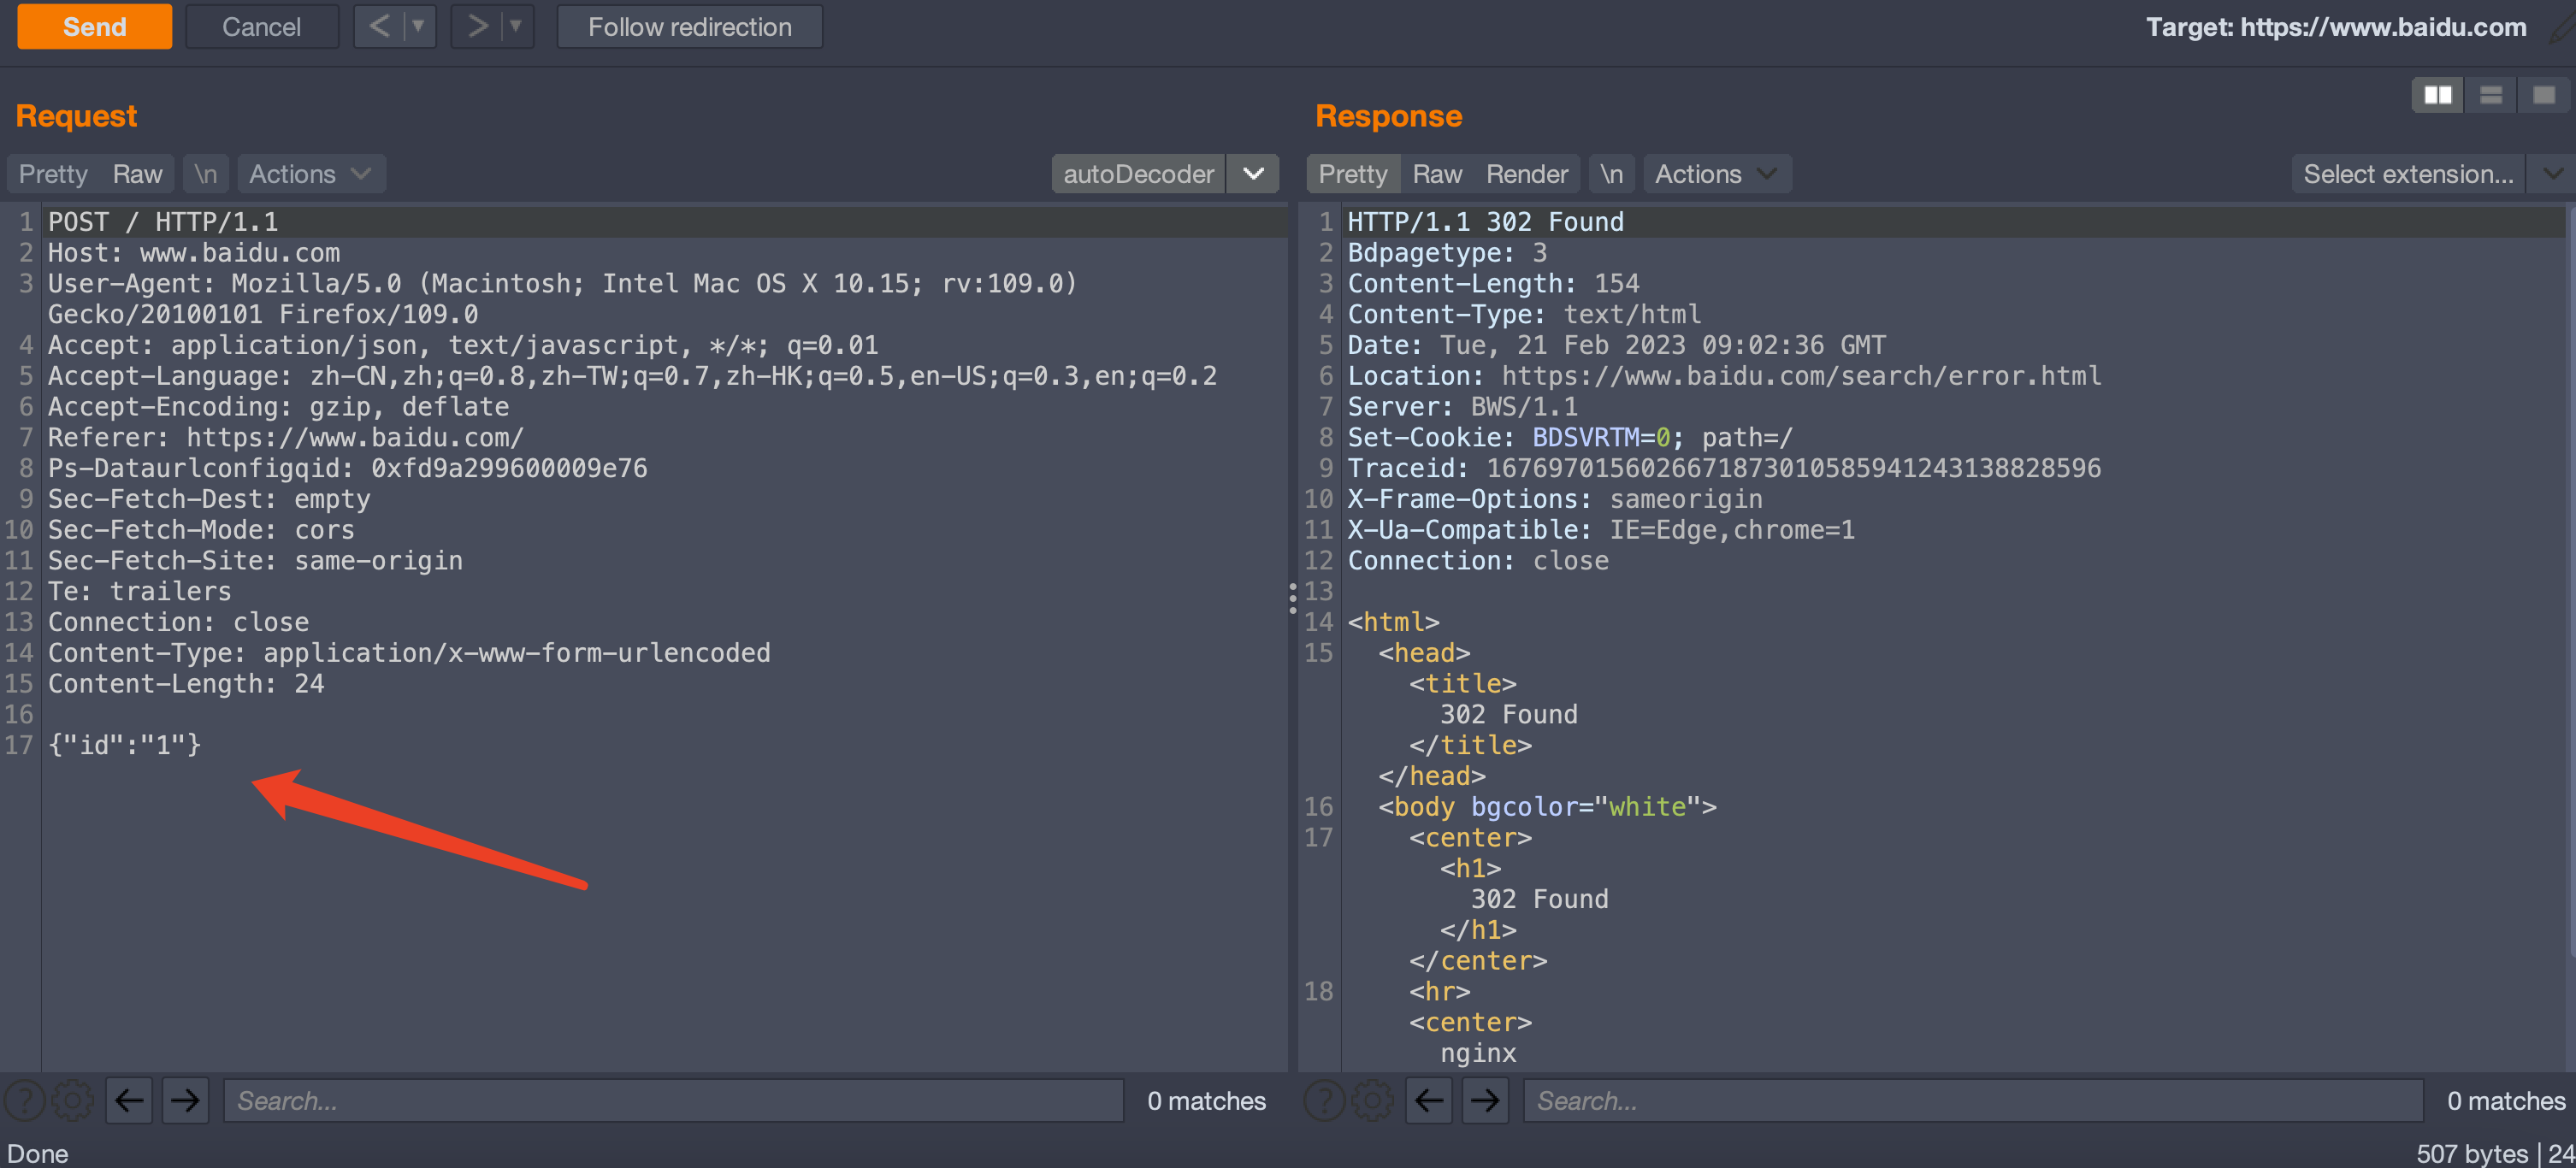 Send
Cancel
< ▼
> ▼
Follow redirection
Target: https://www.baidu.com
Request
Pretty Raw \n Actions
autoDecoder
1 POST / HTTP/1.1
2 Host: www.baidu.com
3 User-Agent: Mozilla/5.0 (Macintosh; Intel Mac OS X 10.15; rv:109.0)
Gecko/20100101 Firefox/109.0
4 Accept: application/json, text/javascript, */*; q=0.01
5 Accept-Language: zh-CN,zh;q=0.8,zh-TW;q=0.7,zh-HK;q=0.5,en-US;q=0.3,en;q=0.2
6 Accept-Encoding: gzip, deflate
7 Referer: https://www.baidu.com/
8 Ps-Dataurlconfigqid: 0xfd9a299600009e76
9 Sec-Fetch-Dest: empty
10 Sec-Fetch-Mode: cors
11 Sec-Fetch-Site: same-origin
12 Te: trailers
13 Connection: close
14 Content-Type: application/x-www-form-urlencoded
15 Content-Length: 24
16
17 {"id":"1"}
? Search... 0 matches
Done
Response
Pretty Raw Render \n Actions
Select extension...
1 HTTP/1.1 302 Found
2 Bdpagetype: 3
3 Content-Length: 154
4 Content-Type: text/html
5 Date: Tue, 21 Feb 2023 09:02:36 GMT
6 Location: https://www.baidu.com/search/error.html
7 Server: BWS/1.1
8 Set-Cookie: BDSVRTM=0; path=/
9 Traceid: 1676970156026671873010585941243138828596
10 X-Frame-Options: sameorigin
11 X-Ua-Compatible: IE=Edge,chrome=1
12 Connection: close
13
14 <html>
15 <head>
<title>
302 Found
</title>
</head>
16 <body bgcolor="white">
17 <center>
<h1>
302 Found
</h1>
</center>
18 <hr>
<center>
nginx
? Search... 0 matches
507 bytes | 24